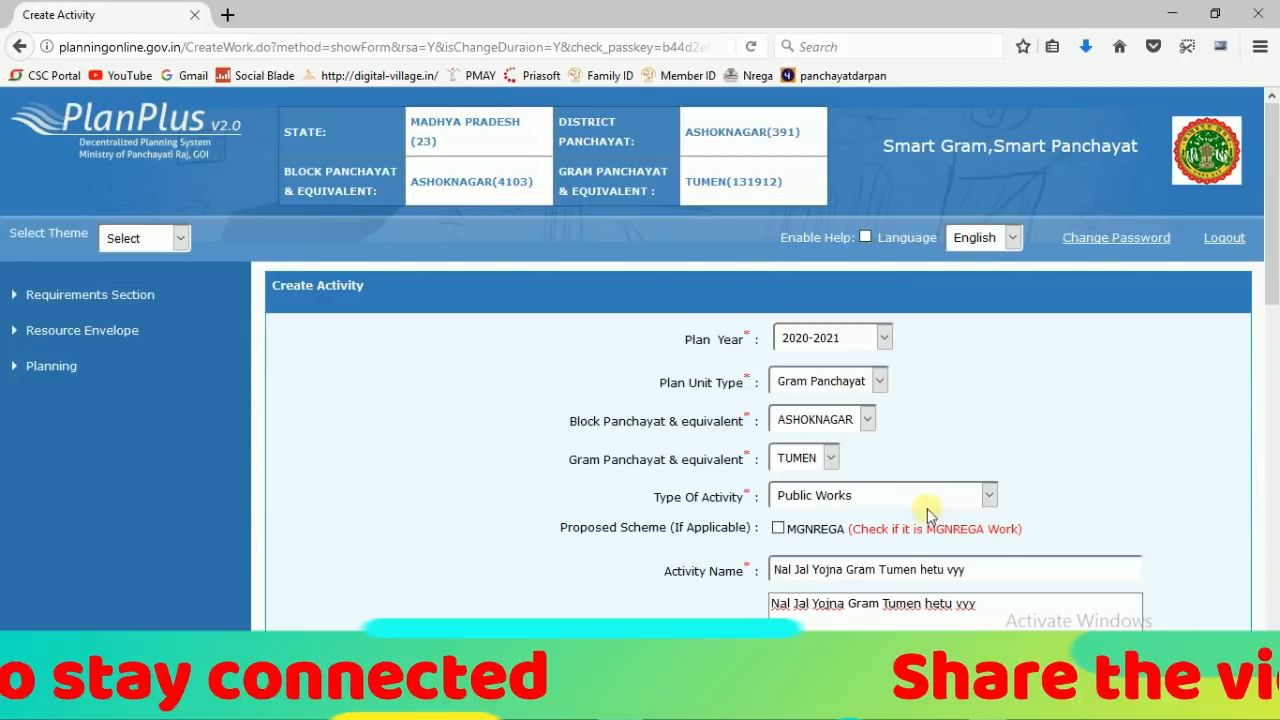 Create Activity
planningonline.gov.in/CreateWork.do?method=showForm&rsa=Y&isChangeDuraion=Y&check_passkey=b44d2e
Search
CSC Portal YouTube Gmail Social Blade http://digital-village.in/ PMAY Priasoft Family ID Member ID Nrega panchayatdarpan
PlanPlus v2.0
Decentralized Planning System
Ministry of Panchayati Raj, GOI
STATE: MADHYA PRADESH (23) DISTRICT PANCHAYAT: ASHOKNAGAR(391)
BLOCK PANCHAYAT & EQUIVALENT: ASHOKNAGAR(4103) GRAM PANCHAYAT & EQUIVALENT : TUMEN(131912)
Smart Gram,Smart Panchayat
Select Theme Select Enable Help: Language English Change Password Logout
Requirements Section
Resource Envelope
Planning
Create Activity
Plan Year* : 2020-2021
Plan Unit Type* : Gram Panchayat
Block Panchayat & equivalent* : ASHOKNAGAR
Gram Panchayat & equivalent* : TUMEN
Type Of Activity* : Public Works
Proposed Scheme (If Applicable) : MGNREGA (Check if it is MGNREGA Work)
Activity Name* : Nal Jal Yojna Gram Tumen hetu vyy
Nal Jal Yojna Gram Tumen hetu vyy
Activate Windows
o stay connected Share the vi